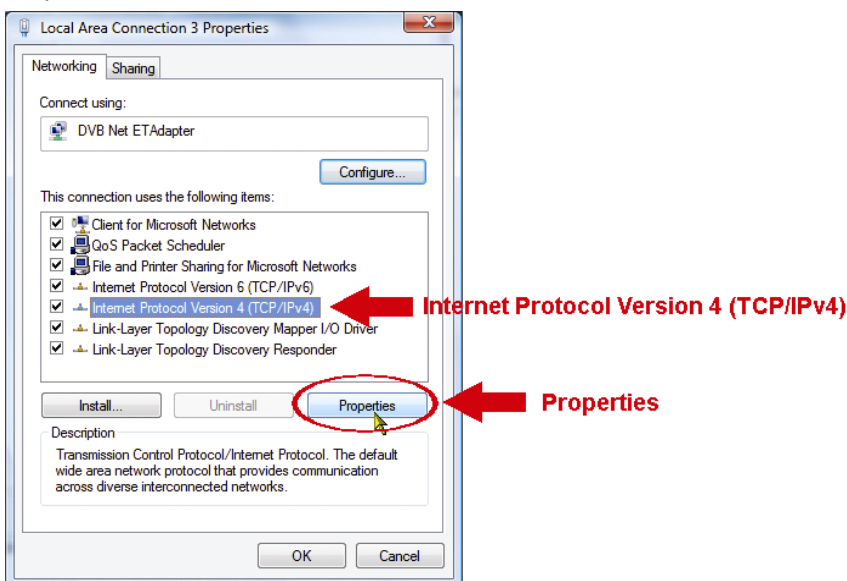 Local Area Connection 3 Properties
Networking
Sharing
Connect using:
DVB Net ETAdapter
Configure...
This connection uses the following items:
Client for Microsoft Networks
QoS Packet Scheduler
File and Printer Sharing for Microsoft Networks
Internet Protocol Version 6 (TCP/IPv6)
Internet Protocol Version 4 (TCP/IPv4)
Internet Protocol Version 4 (TCP/IPv4)
Link-Layer Topology Discovery Mapper I/O Driver
Link-Layer Topology Discovery Responder
Install...
Uninstall
Properties
Properties
Description
Transmission Control Protocol/Internet Protocol. The default
wide area network protocol that provides communication
across diverse interconnected networks.
OK
Cancel